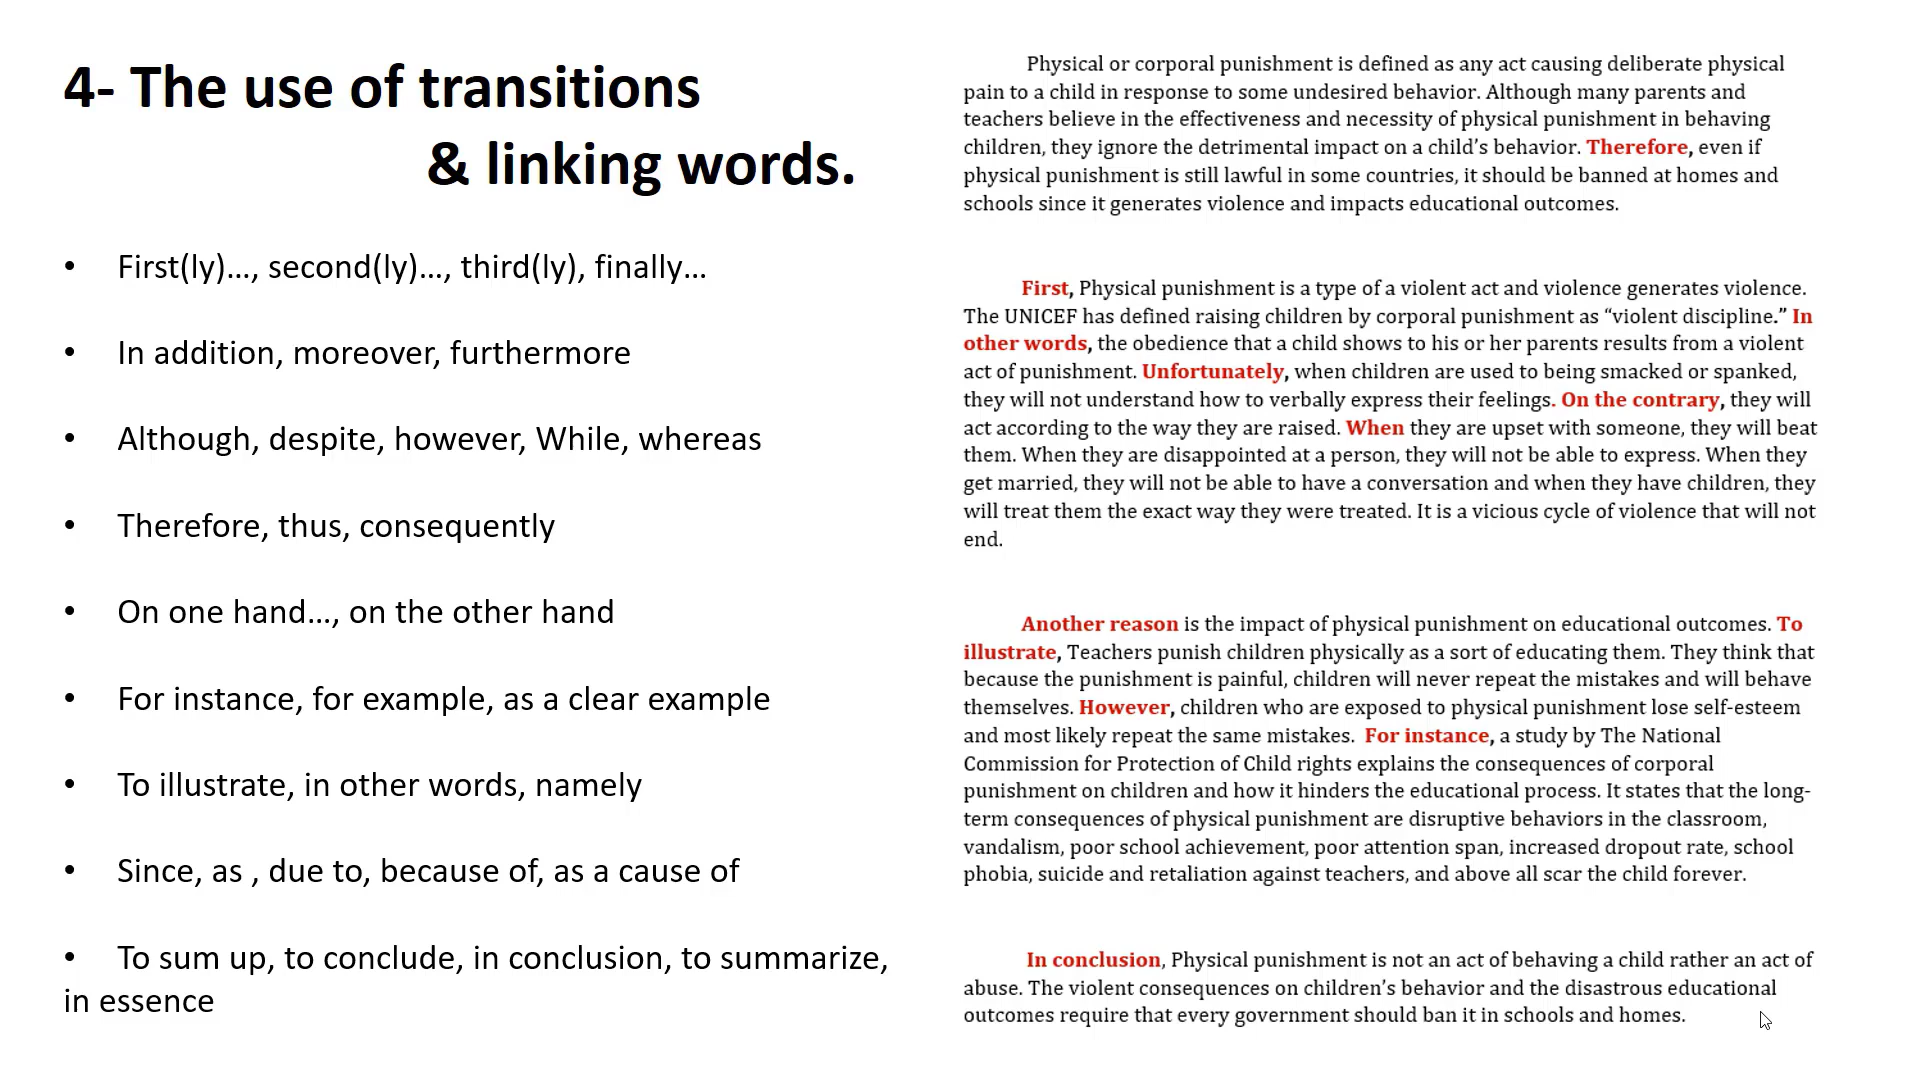 4- The use of transitions
& linking words.
• First(ly)…, second(ly)…, third(ly), finally…
• In addition, moreover, furthermore
• Although, despite, however, While, whereas
• Therefore, thus, consequently
• On one hand…, on the other hand
• For instance, for example, as a clear example
• To illustrate, in other words, namely
• Since, as , due to, because of, as a cause of
• To sum up, to conclude, in conclusion, to summarize,
in essence
Physical or corporal punishment is defined as any act causing deliberate physical
pain to a child in response to some undesired behavior. Although many parents and
teachers believe in the effectiveness and necessity of physical punishment in behaving
children, they ignore the detrimental impact on a child’s behavior. Therefore, even if
physical punishment is still lawful in some countries, it should be banned at homes and
schools since it generates violence and impacts educational outcomes.
First, Physical punishment is a type of a violent act and violence generates violence.
The UNICEF has defined raising children by corporal punishment as “violent discipline.” In
other words, the obedience that a child shows to his or her parents results from a violent
act of punishment. Unfortunately, when children are used to being smacked or spanked,
they will not understand how to verbally express their feelings. On the contrary, they will
act according to the way they are raised. When they are upset with someone, they will beat
them. When they are disappointed at a person, they will not be able to express. When they
get married, they will not be able to have a conversation and when they have children, they
will treat them the exact way they were treated. It is a vicious cycle of violence that will not
end.
Another reason is the impact of physical punishment on educational outcomes. To
illustrate, Teachers punish children physically as a sort of educating them. They think that
because the punishment is painful, children will never repeat the mistakes and will behave
themselves. However, children who are exposed to physical punishment lose self-esteem
and most likely repeat the same mistakes. For instance, a study by The National
Commission for Protection of Child rights explains the consequences of corporal
punishment on children and how it hinders the educational process. It states that the long-
term consequences of physical punishment are disruptive behaviors in the classroom,
vandalism, poor school achievement, poor attention span, increased dropout rate, school
phobia, suicide and retaliation against teachers, and above all scar the child forever.
In conclusion, Physical punishment is not an act of behaving a child rather an act of
abuse. The violent consequences on children’s behavior and the disastrous educational
outcomes require that every government should ban it in schools and homes.